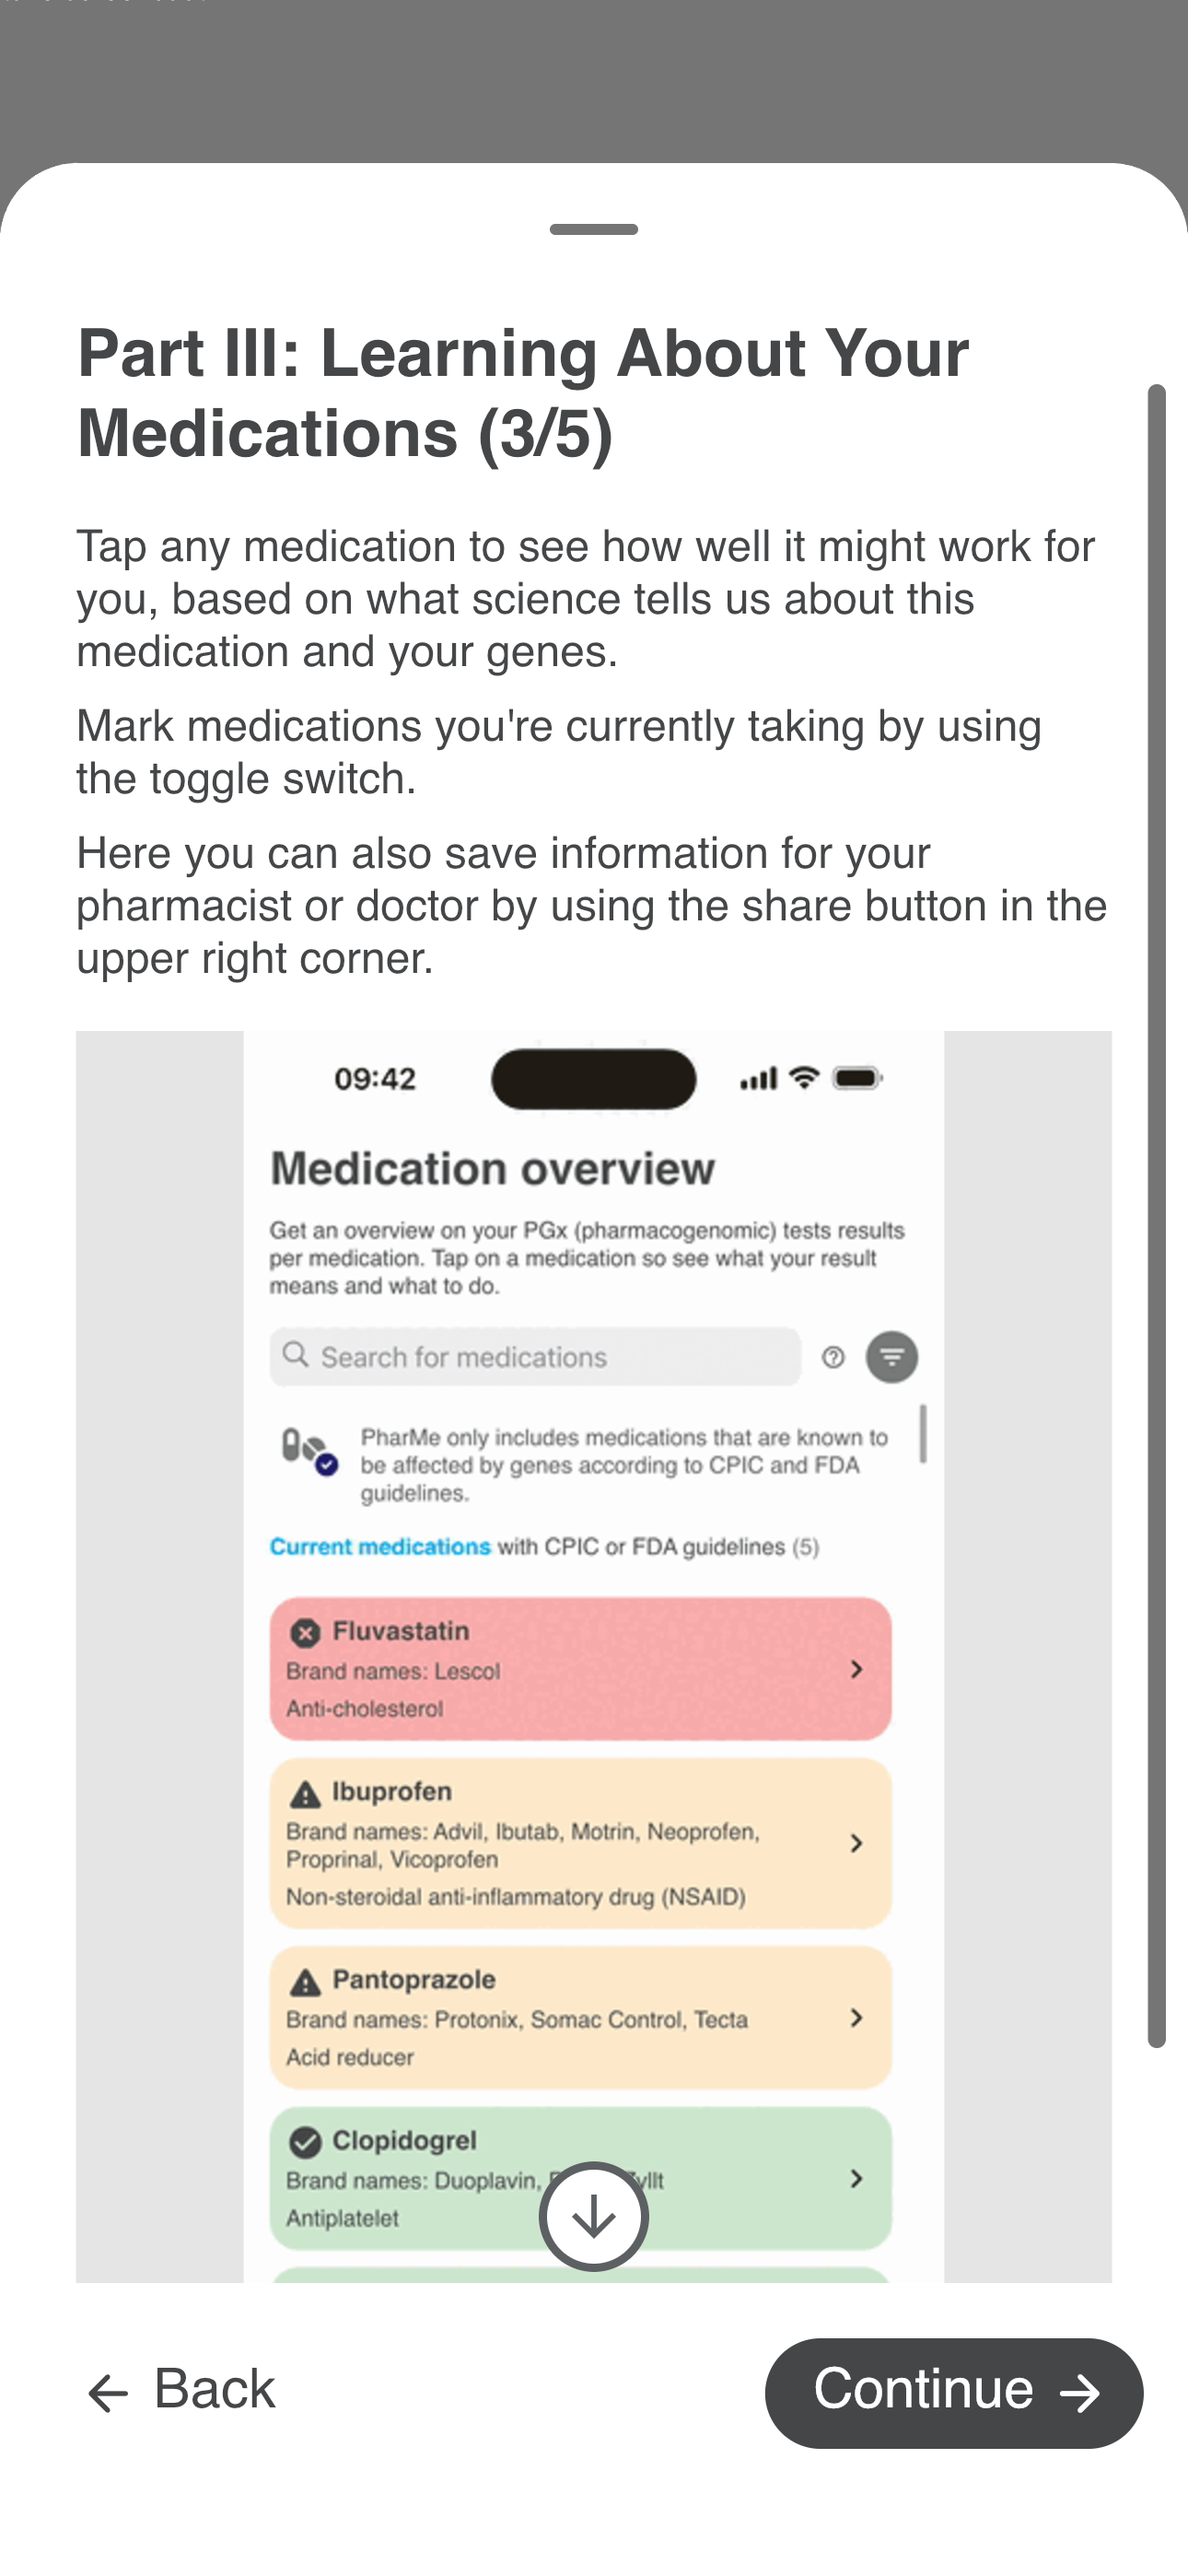 Part III: Learning About Your
Medications (3/5)
Tap any medication to see how well it might work for
you, based on what science tells us about this
medication and your genes.
Mark medications you're currently taking by using
the toggle switch.
Here you can also save information for your
pharmacist or doctor by using the share button in the
upper right corner.
09:42
Medication overview
Get an overview on your PGx (pharmacogenomic) tests results
per medication. Tap on a medication so see what your result
means and what to do.
Search for medications
PharMe only includes medications that are known to
be affected by genes according to CPIC and FDA
guidelines.
Current medications with CPIC or FDA guidelines (5)
Fluvastatin
Brand names: Lescol
Anti-cholesterol
Ibuprofen
Brand names: Advil, Ibutab, Motrin, Neoprofen,
Proprinal, Vicoprofen
Non-steroidal anti-inflammatory drug (NSAID)
Pantoprazole
Brand names: Protonix, Somac Control, Tecta
Acid reducer
Clopidogrel
Brand names: Duoplavin,
Antiplatelet
Back
Continue